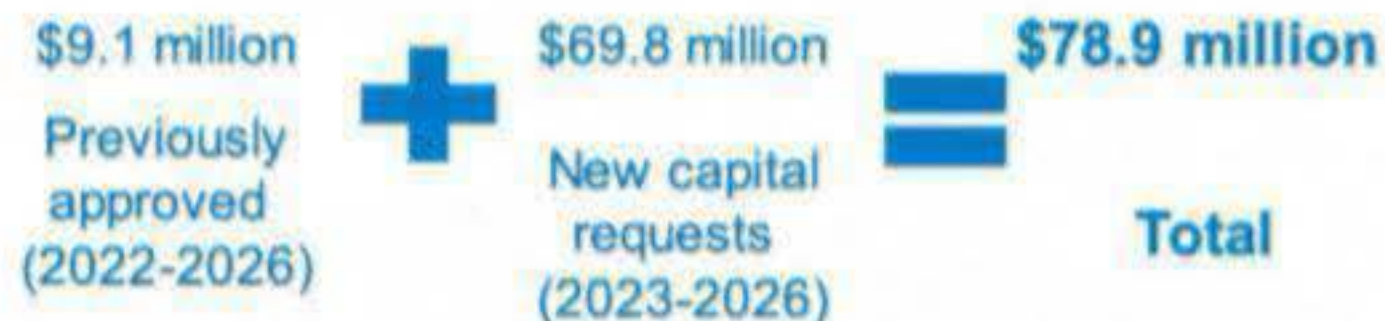 $9.1 million
Previously
approved
(2022-2026)
$69.8 million
New capital
requests
(2023-2026)
$78.9 million
Total